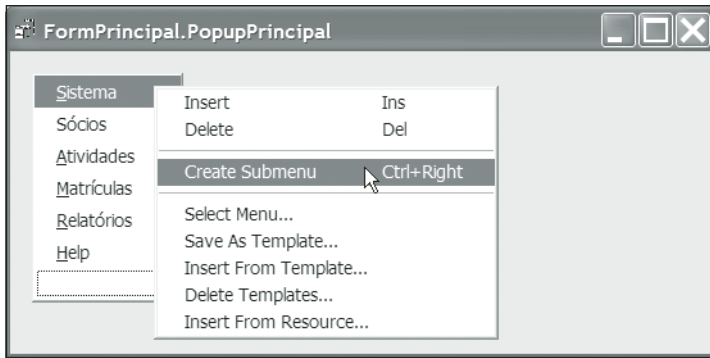 FormPrincipal.PopupPrincipal
Sistema
Sócios
Atividades
Matrículas
Relatórios
Help
Insert Ins
Delete Del
Create Submenu Ctrl+Right
Select Menu...
Save As Template...
Insert From Template...
Delete Templates...
Insert From Resource...